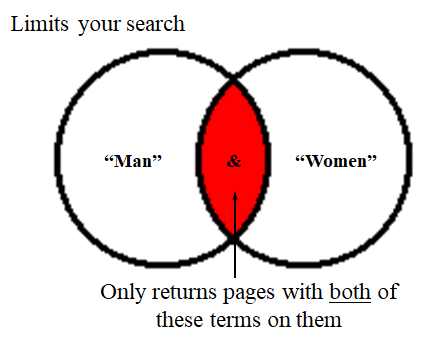 Limits your search
“Man” & “Women”
Only returns pages with both of
these terms on them